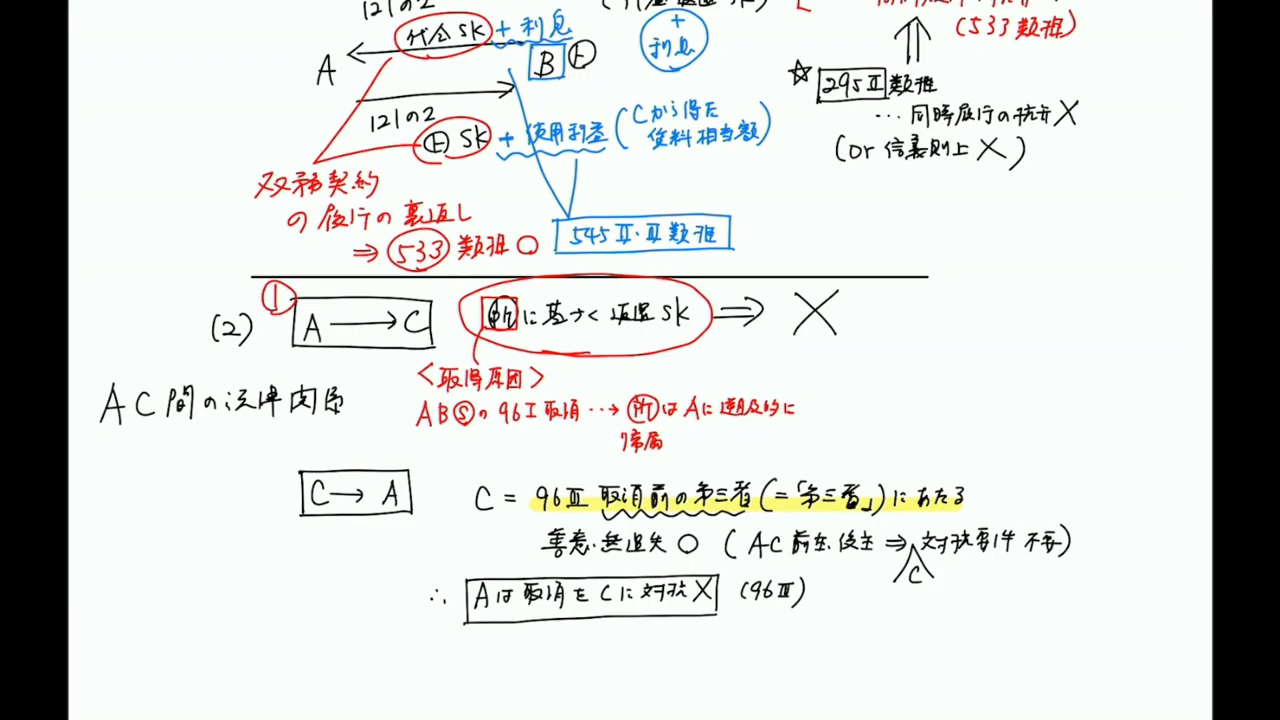 121の2
代金SK + 利息
+
利息
(533類推)
A
B 土
☆ 295Ⅱ類推
121の2
… 同時履行の抗弁 X
土 SK + 使用利益 (Cから得た
賃料相当額)
(or 信義則上 X)
双務契約
の履行の裏返し
⇒ 533 類推 〇
545Ⅱ・Ⅲ類推
①
(2) A → C 所に基づく返還SK ⇒ X
<取得原因>
AC間の法律関係
ABⓈの96Ⅰ取消 …→ 所はAに遡及的に
帰属
C → A C = 96Ⅲ 取消前の第三者 (=「第三者」) にあたる
善意・無過失 〇 (AC前主後主 ⇒ 対抗要件不要)
C
∴ Aは取消をCに対抗X (96Ⅲ)